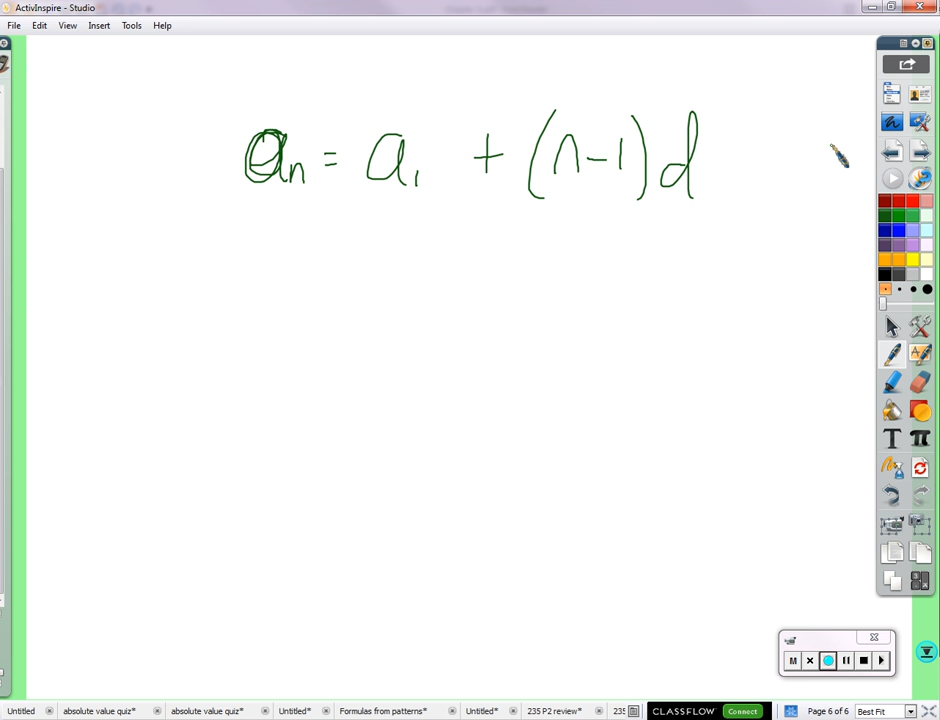 ActivInspire - Studio
File Edit View Insert Tools Help
aₙ = a₁ + (n-1)d
Untitled absolute value quiz* absolute value quiz* Untitled* Formulas from patterns* Untitled* 235 P2 review* 235 CLASSFLOW Connect Page 6 of 6 Best Fit